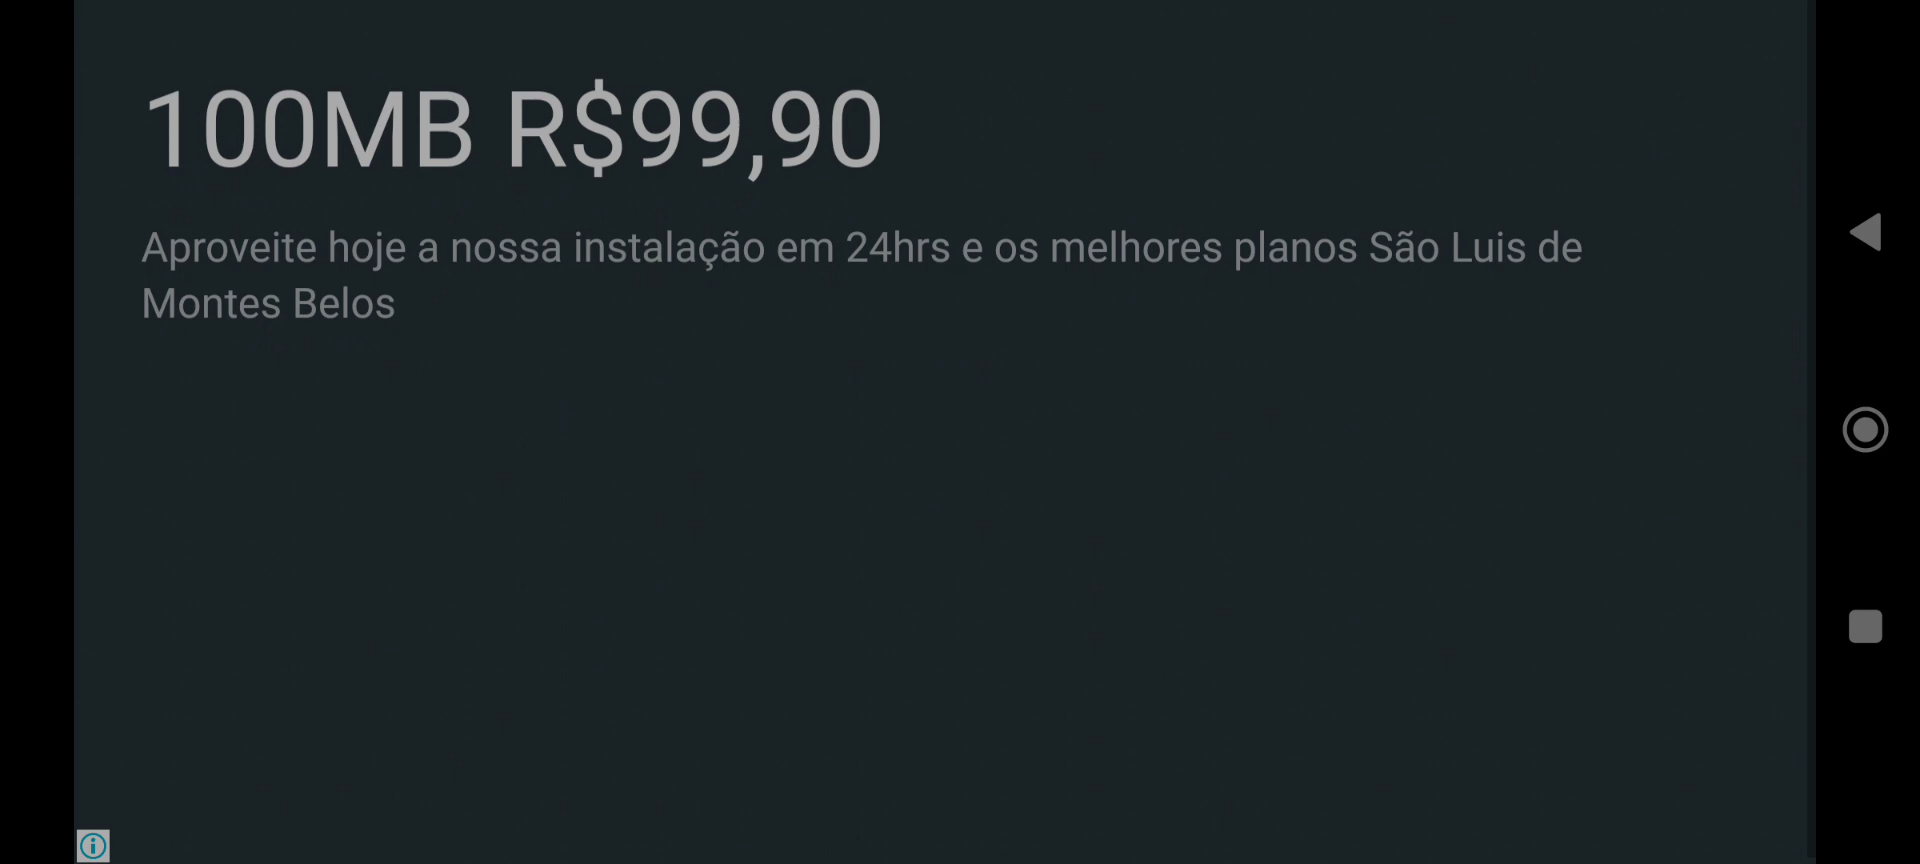 100MB R$99,90
Aproveite hoje a nossa instalação em 24hrs e os melhores planos São Luis de
Montes Belos